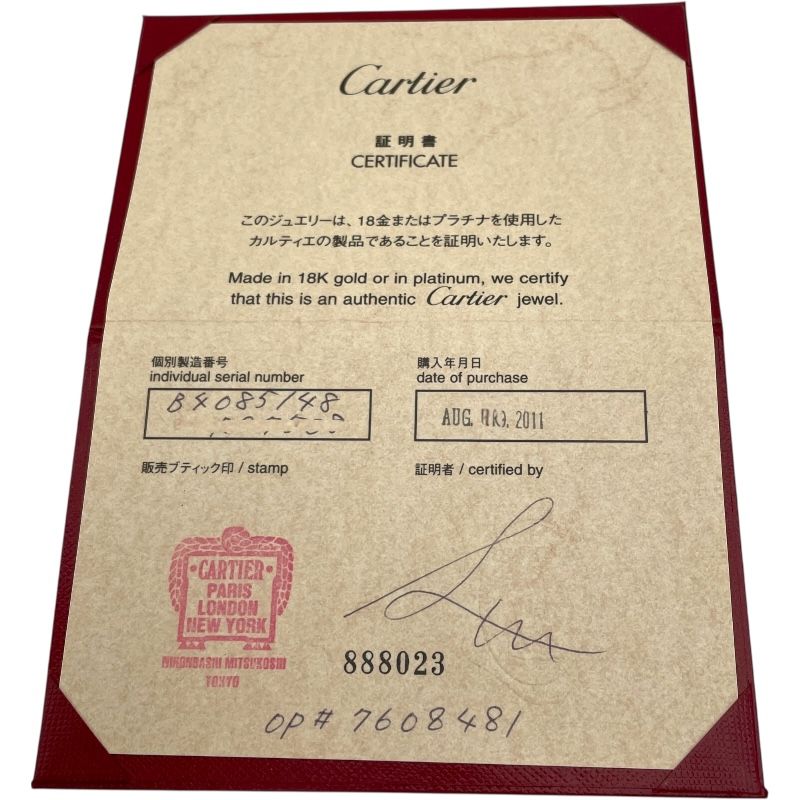 Cartier
証明書
CERTIFICATE
このジュエリーは、18金またはプラチナを使用した
カルティエの製品であることを証明いたします。
Made in 18K gold or in platinum, we certify
that this is an authentic Cartier jewel.
個別製造番号
individual serial number
B4085148
購入年月日
date of purchase
AUG. 2011
販売ブティック印 / stamp
証明者 / certified by
CARTIER
PARIS
LONDON
NEW YORK
NIHONBASHI MITSUKOSHI
TOKYO
888023
OP# 7608481